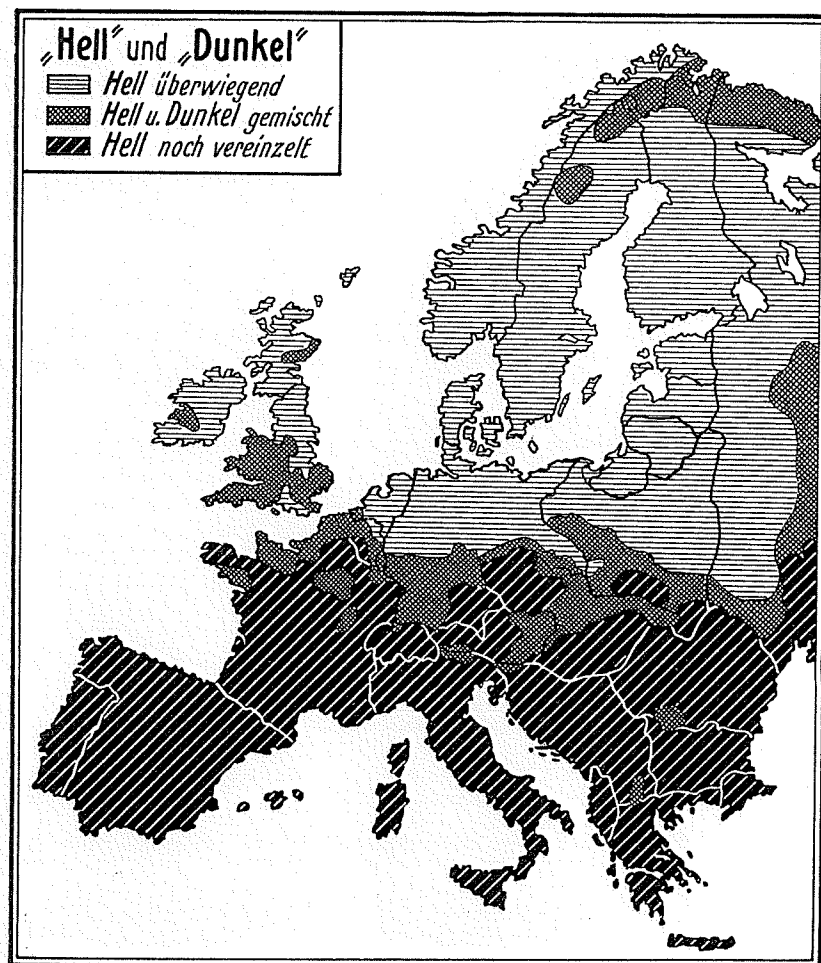 „Hell“ und „Dunkel“
Hell überwiegend
Hell u. Dunkel gemischt
Hell noch vereinzelt